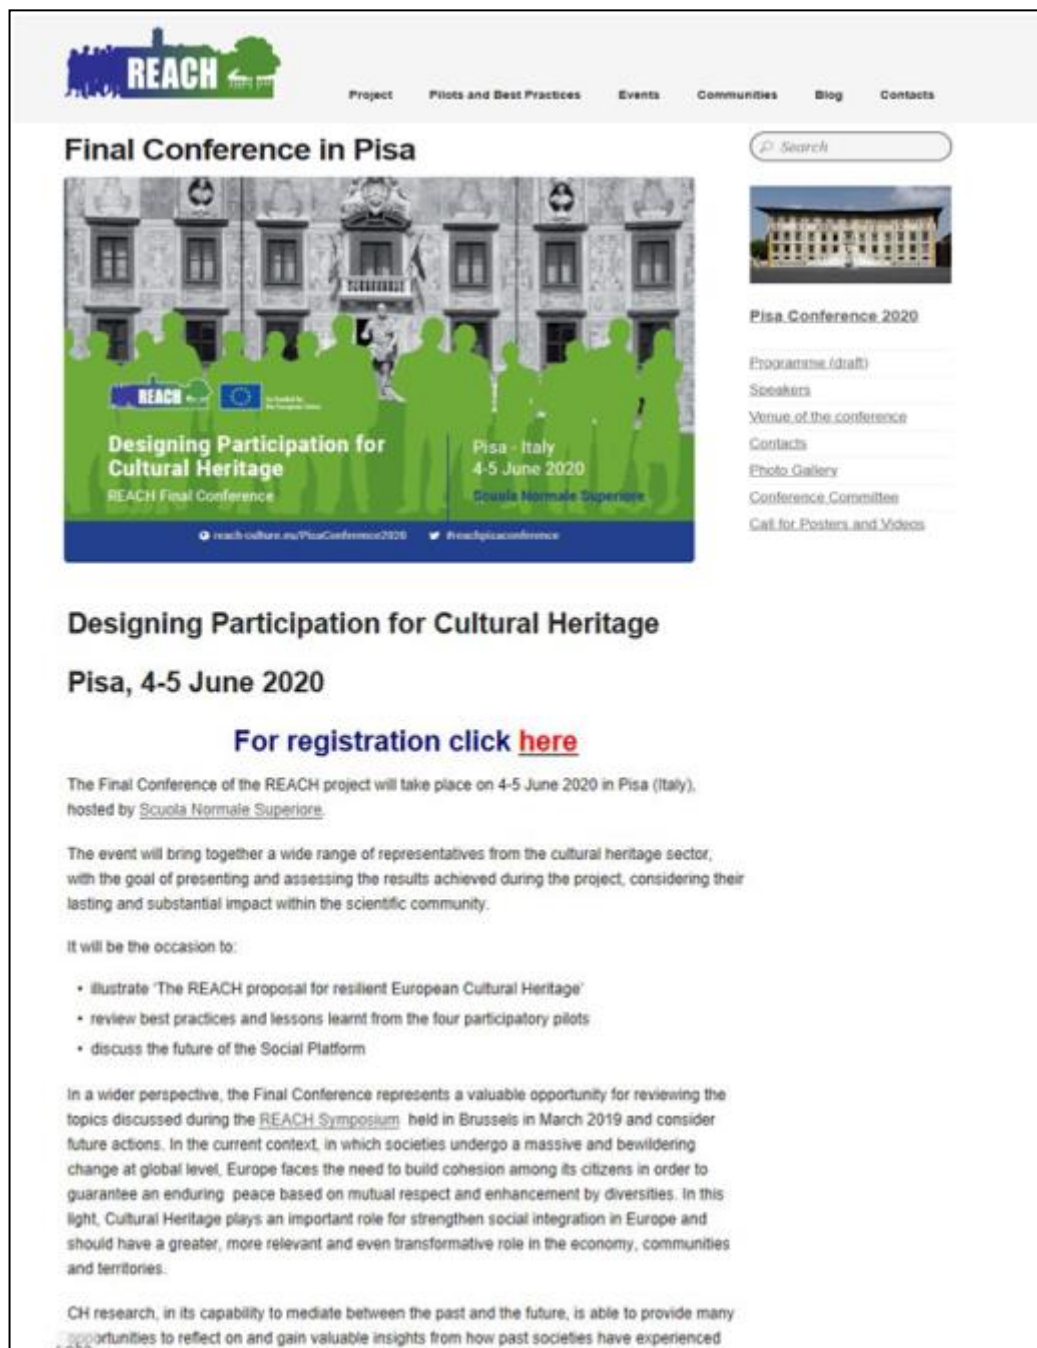 REACH
Project
Pilots and Best Practices
Events
Communities
Blog
Contacts
Final Conference in Pisa
Search
REACH
Co-funded by
the European Union
Designing Participation for
Cultural Heritage
REACH Final Conference
Pisa - Italy
4-5 June 2020
Scuola Normale Superiore
reach-culture.eu/PisaConference2020
#reachpisaconference
Pisa Conference 2020
Programme (draft)
Speakers
Venue of the conference
Contacts
Photo Gallery
Conference Committee
Call for Posters and Videos
Designing Participation for Cultural Heritage
Pisa, 4-5 June 2020
For registration click here
The Final Conference of the REACH project will take place on 4-5 June 2020 in Pisa (Italy),
hosted by Scuola Normale Superiore.
The event will bring together a wide range of representatives from the cultural heritage sector,
with the goal of presenting and assessing the results achieved during the project, considering their
lasting and substantial impact within the scientific community.
It will be the occasion to:
• illustrate ‘The REACH proposal for resilient European Cultural Heritage’
• review best practices and lessons learnt from the four participatory pilots
• discuss the future of the Social Platform
In a wider perspective, the Final Conference represents a valuable opportunity for reviewing the
topics discussed during the REACH Symposium held in Brussels in March 2019 and consider
future actions. In the current context, in which societies undergo a massive and bewildering
change at global level, Europe faces the need to build cohesion among its citizens in order to
guarantee an enduring peace based on mutual respect and enhancement by diversities. In this
light, Cultural Heritage plays an important role for strengthen social integration in Europe and
should have a greater, more relevant and even transformative role in the economy, communities
and territories.
CH research, in its capability to mediate between the past and the future, is able to provide many
opportunities to reflect on and gain valuable insights from how past societies have experienced